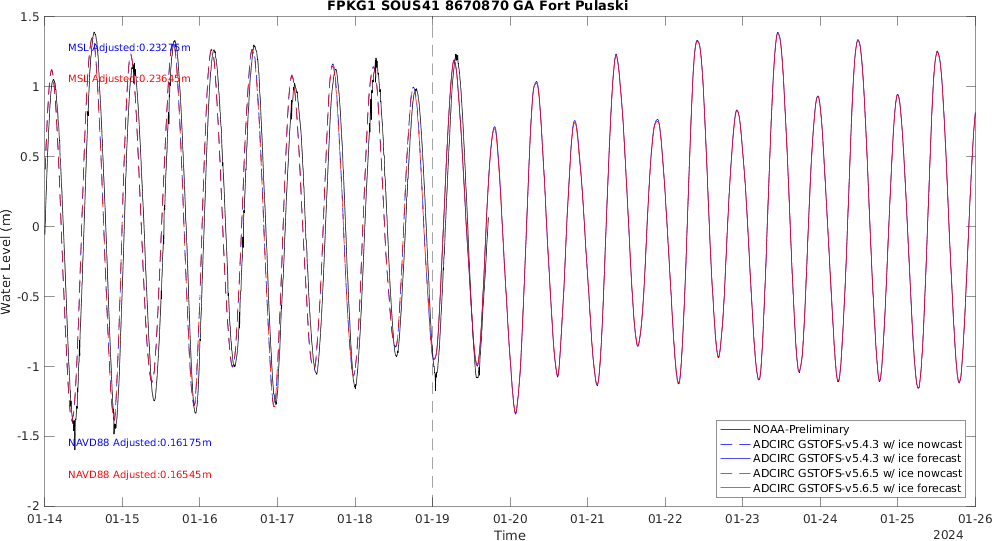 FPKG1 SOUS41 8670870 GA Fort Pulaski
1.5
1
0.5
0
-0.5
-1
-1.5
-2
Water Level (m)
MSL Adjusted:0.23275m
MSL Adjusted:0.23645m
NAVD88 Adjusted:0.16175m
NAVD88 Adjusted:0.16545m
NOAA-Preliminary
ADCIRC GSTOFS-v5.4.3 w/ ice nowcast
ADCIRC GSTOFS-v5.4.3 w/ ice forecast
ADCIRC GSTOFS-v5.6.5 w/ ice nowcast
ADCIRC GSTOFS-v5.6.5 w/ ice forecast
01-14 01-15 01-16 01-17 01-18 01-19 01-20 01-21 01-22 01-23 01-24 01-25 01-26
Time
2024